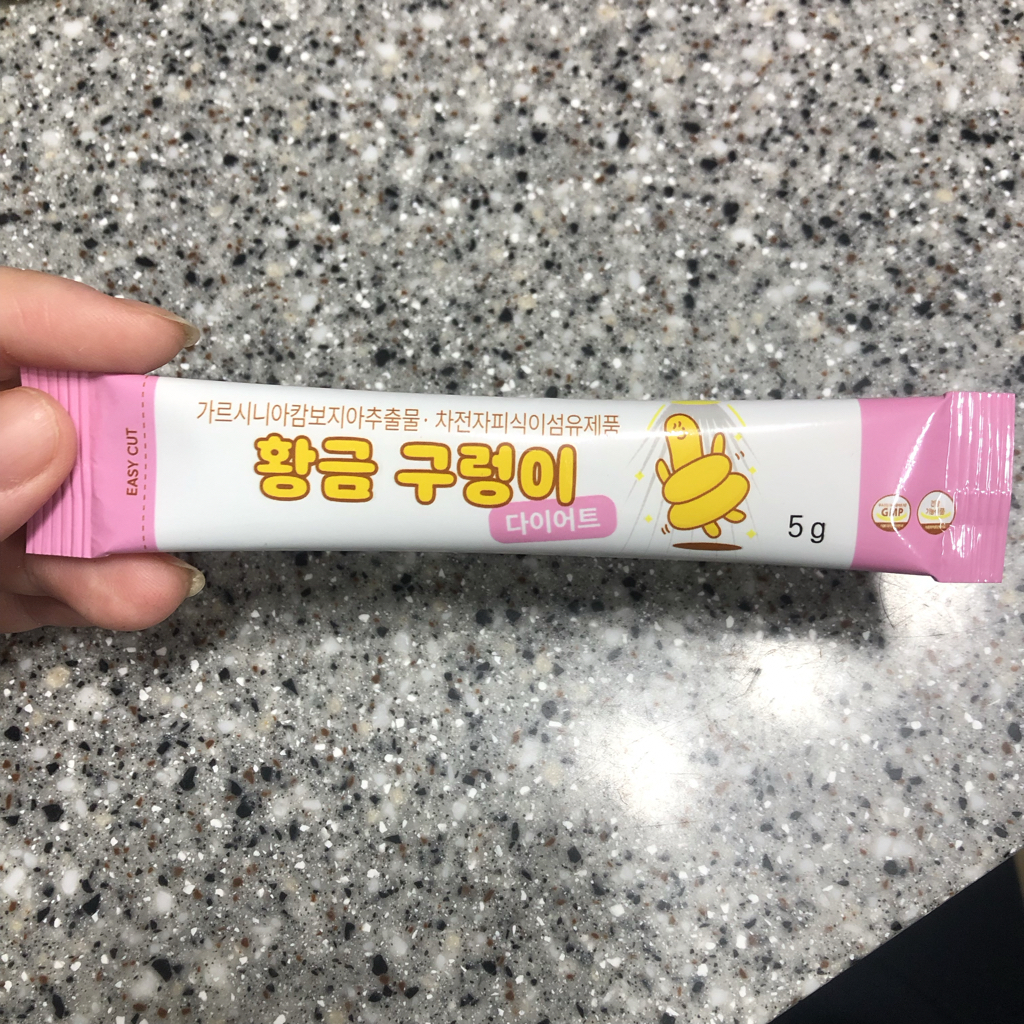 EASY CUT
가르시니아캄보지아추출물· 차전자피식이섬유제품
황금 구렁이
다이어트
5 g
GMP